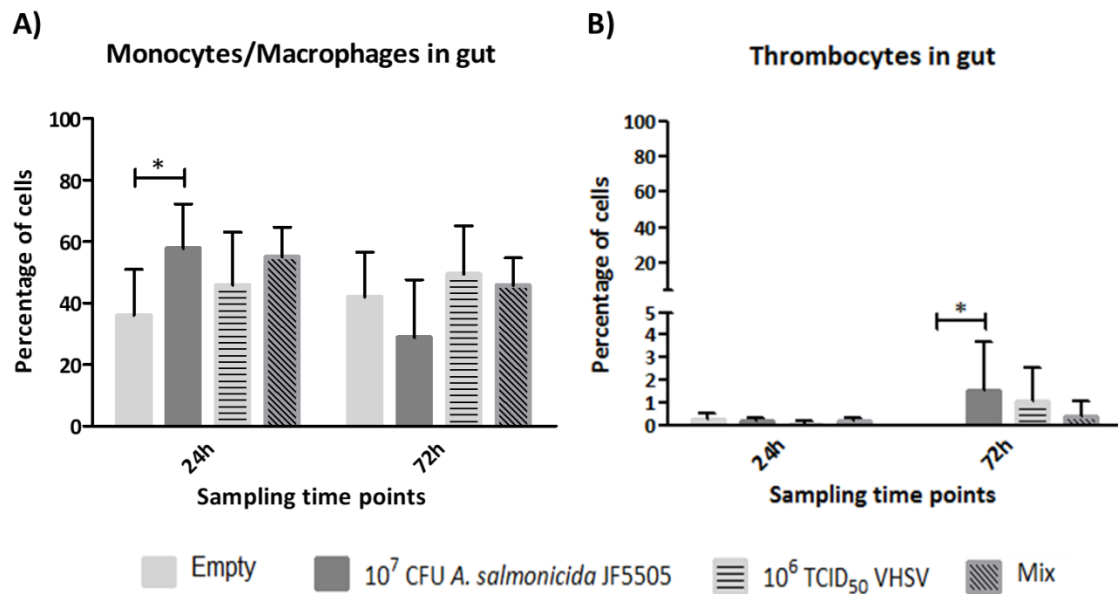 A)
Monocytes/Macrophages in gut
Percentage of cells
100
80
60
40
20
0
*
24h
72h
Sampling time points
B)
Thrombocytes in gut
Percentage of cells
100
80
60
40
20
5
4
3
2
1
0
*
24h
72h
Sampling time points
Empty
10⁷ CFU A. salmonicida JF5505
10⁶ TCID₅₀ VHSV
Mix